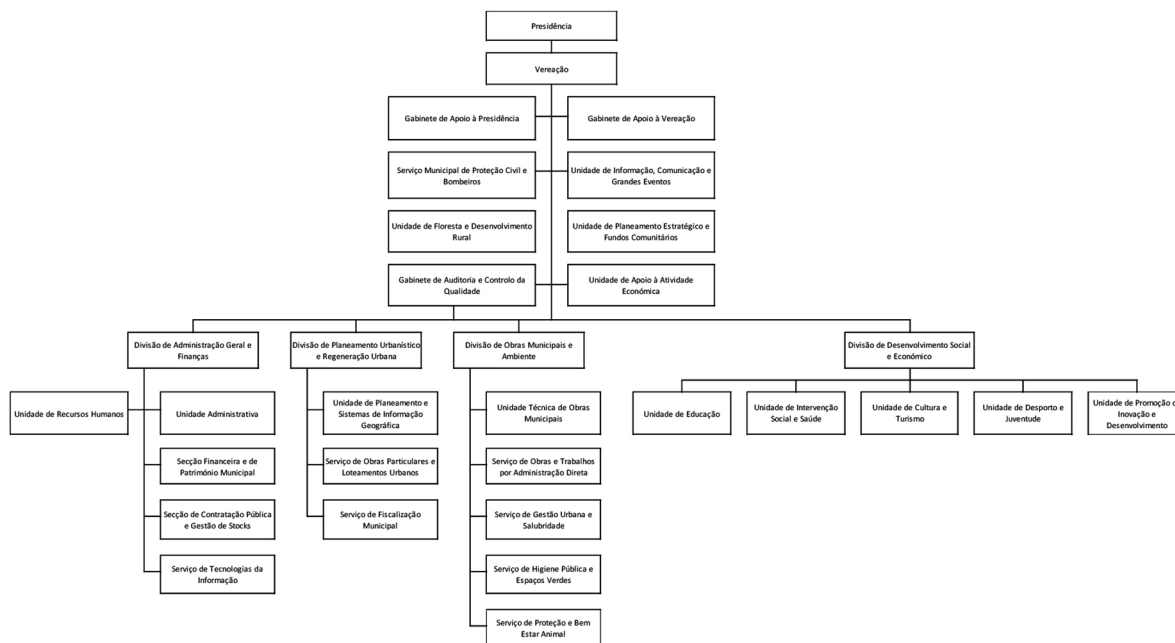 Presidência
Vereação
Gabinete de Apoio à Presidência
Gabinete de Apoio à Vereação
Serviço Municipal de Proteção Civil e
Bombeiros
Unidade de Informação, Comunicação e
Grandes Eventos
Unidade de Floresta e Desenvolvimento
Rural
Unidade de Planeamento Estratégico e
Fundos Comunitários
Gabinete de Auditoria e Controlo da
Qualidade
Unidade de Apoio à Atividade
Económica
Divisão de Administração Geral e
Finanças
Divisão de Planeamento Urbanístico
e Regeneração Urbana
Divisão de Obras Municipais e
Ambiente
Divisão de Desenvolvimento Social
e Económico
Unidade de Recursos Humanos
Unidade Administrativa
Secção Financeira e de
Património Municipal
Secção de Contratação Pública
e Gestão de Stocks
Serviço de Tecnologias da
Informação
Unidade de Planeamento e
Sistemas de Informação
Geográfica
Serviço de Obras Particulares e
Loteamentos Urbanos
Serviço de Fiscalização
Municipal
Unidade Técnica de Obras
Municipais
Serviço de Obras e Trabalhos
por Administração Direta
Serviço de Gestão Urbana e
Salubridade
Serviço de Higiene Pública e
Espaços Verdes
Serviço de Proteção e Bem
Estar Animal
Unidade de Educação
Unidade de Intervenção
Social e Saúde
Unidade de Cultura e
Turismo
Unidade de Desporto e
Juventude
Unidade de Promoção
Inovação e
Desenvolvimento